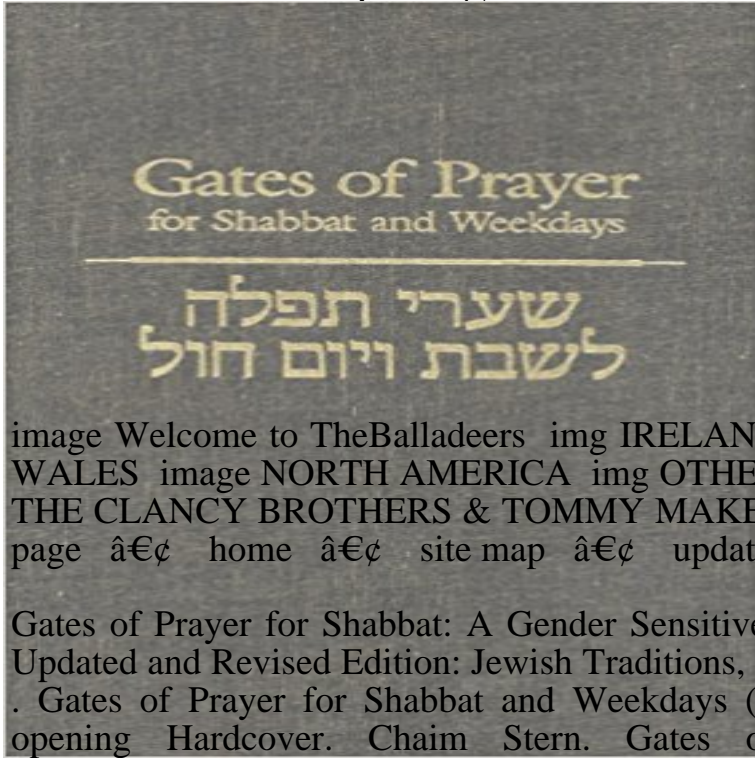 Gates of Prayer
for Shabbat and Weekdays
שערי תפלה
לשבת ויום חול
image Welcome to TheBalladeers img IRELAN
WALES image NORTH AMERICA img OTHE
THE CLANCY BROTHERS & TOMMY MAKE
page â€¢ home â€¢ site map â€¢ updat
Gates of Prayer for Shabbat: A Gender Sensitive
Updated and Revised Edition: Jewish Traditions,
. Gates of Prayer for Shabbat and Weekdays (
opening Hardcover. Chaim Stern. Gates o